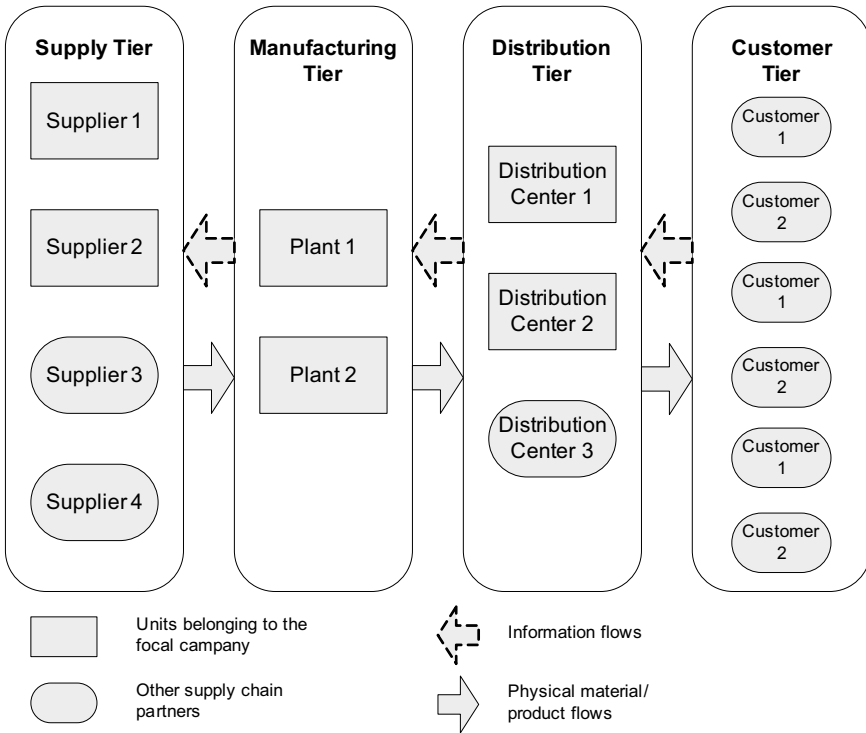 Supply Tier
Supplier 1
Supplier 2
Supplier 3
Supplier 4
Manufacturing
Tier
Plant 1
Plant 2
Distribution
Tier
Distribution
Center 1
Distribution
Center 2
Distribution
Center 3
Customer
Tier
Customer
1
Customer
2
Customer
1
Customer
2
Customer
1
Customer
2
Units belonging to the
focal campany
Other supply chain
partners
Information flows
Physical material/
product flows